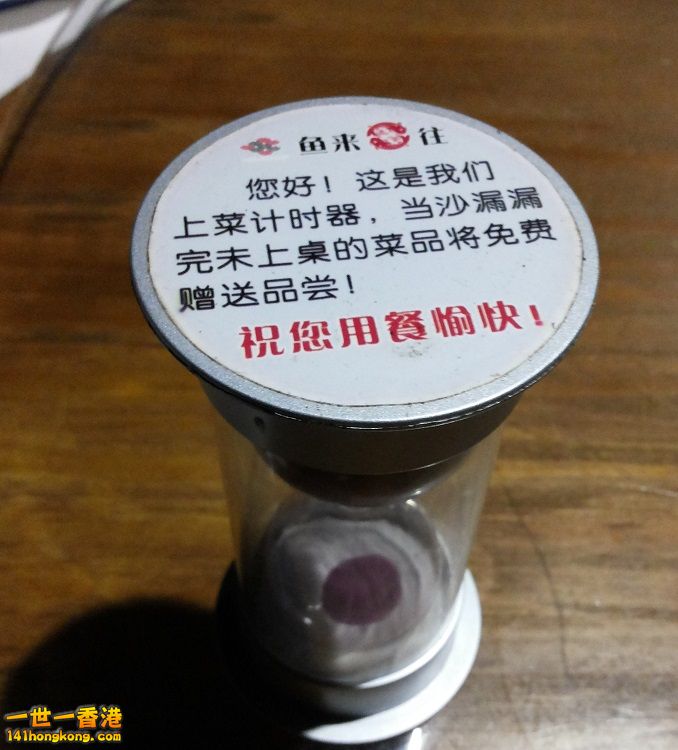 鱼来 往
您好！这是我们
上菜计时器，当沙漏漏
完未上桌的菜品将免费
赠送品尝！
祝您用餐愉快！
一世一香港
141hongkong.com